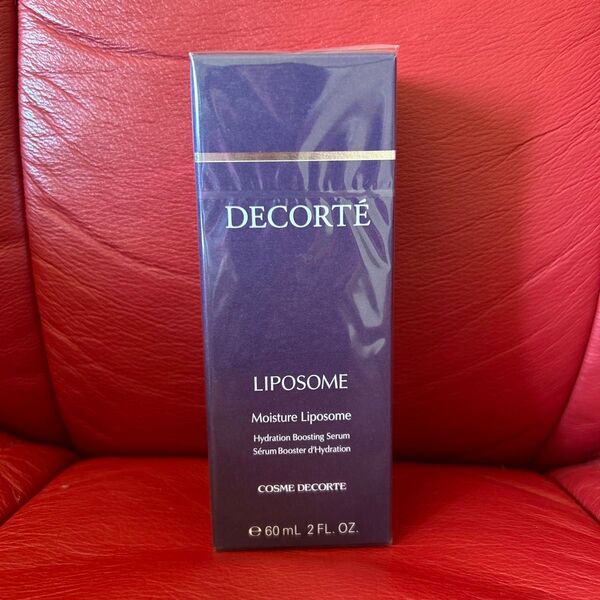 DECORTÉ
LIPOSOME
Moisture Liposome
Hydration Boosting Serum
Sérum Booster d'Hydration
COSME DECORTE
℮ 60 mL 2 FL. OZ.